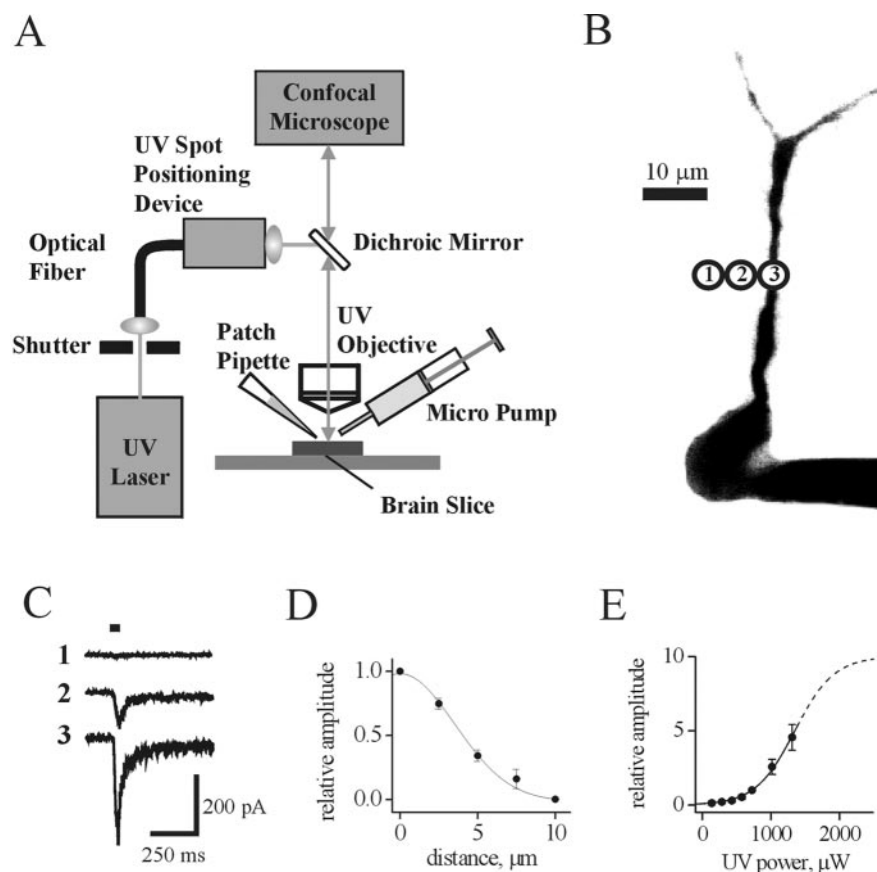 A
Confocal
Microscope
UV Spot
Positioning
Device
Optical
Fiber
Dichroic Mirror
Shutter
Patch
Pipette
UV
Objective
Micro Pump
UV
Laser
Brain Slice
B
10 μm
1 2 3
C
1
2
3
200 pA
250 ms
D
relative amplitude
1.0
0.5
0.0
0 5 10
distance, μm
E
relative amplitude
10
5
0
0 1000 2000
UV power, μW